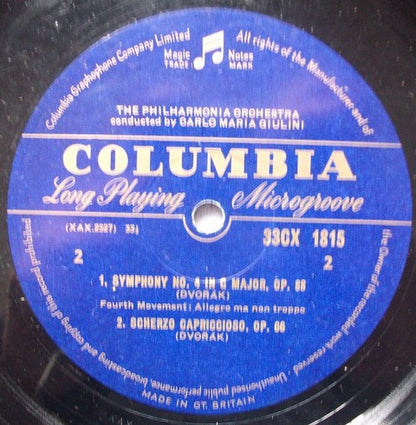 Columbia Graphophone Company Limited
All rights of the Manufacturer and of
Magic Notes
TRADE MARK
THE PHILHARMONIA ORCHESTRA
conducted by CARLO MARIA GIULINI
COLUMBIA
Long Playing Microgroove
(XAX.2327) 33⅓
33CX 1815
2
2
1. SYMPHONY NO. 4 IN G MAJOR, OP. 88
(DVOŘÁK)
Fourth Movement: Allegro ma non troppo
2. SCHERZO CAPRICCIOSO, OP. 66
(DVOŘÁK)
the Owner of the recorded work reserved - Unauthorised public performance, broadcasting and copying of this record prohibited
MADE IN GT. BRITAIN